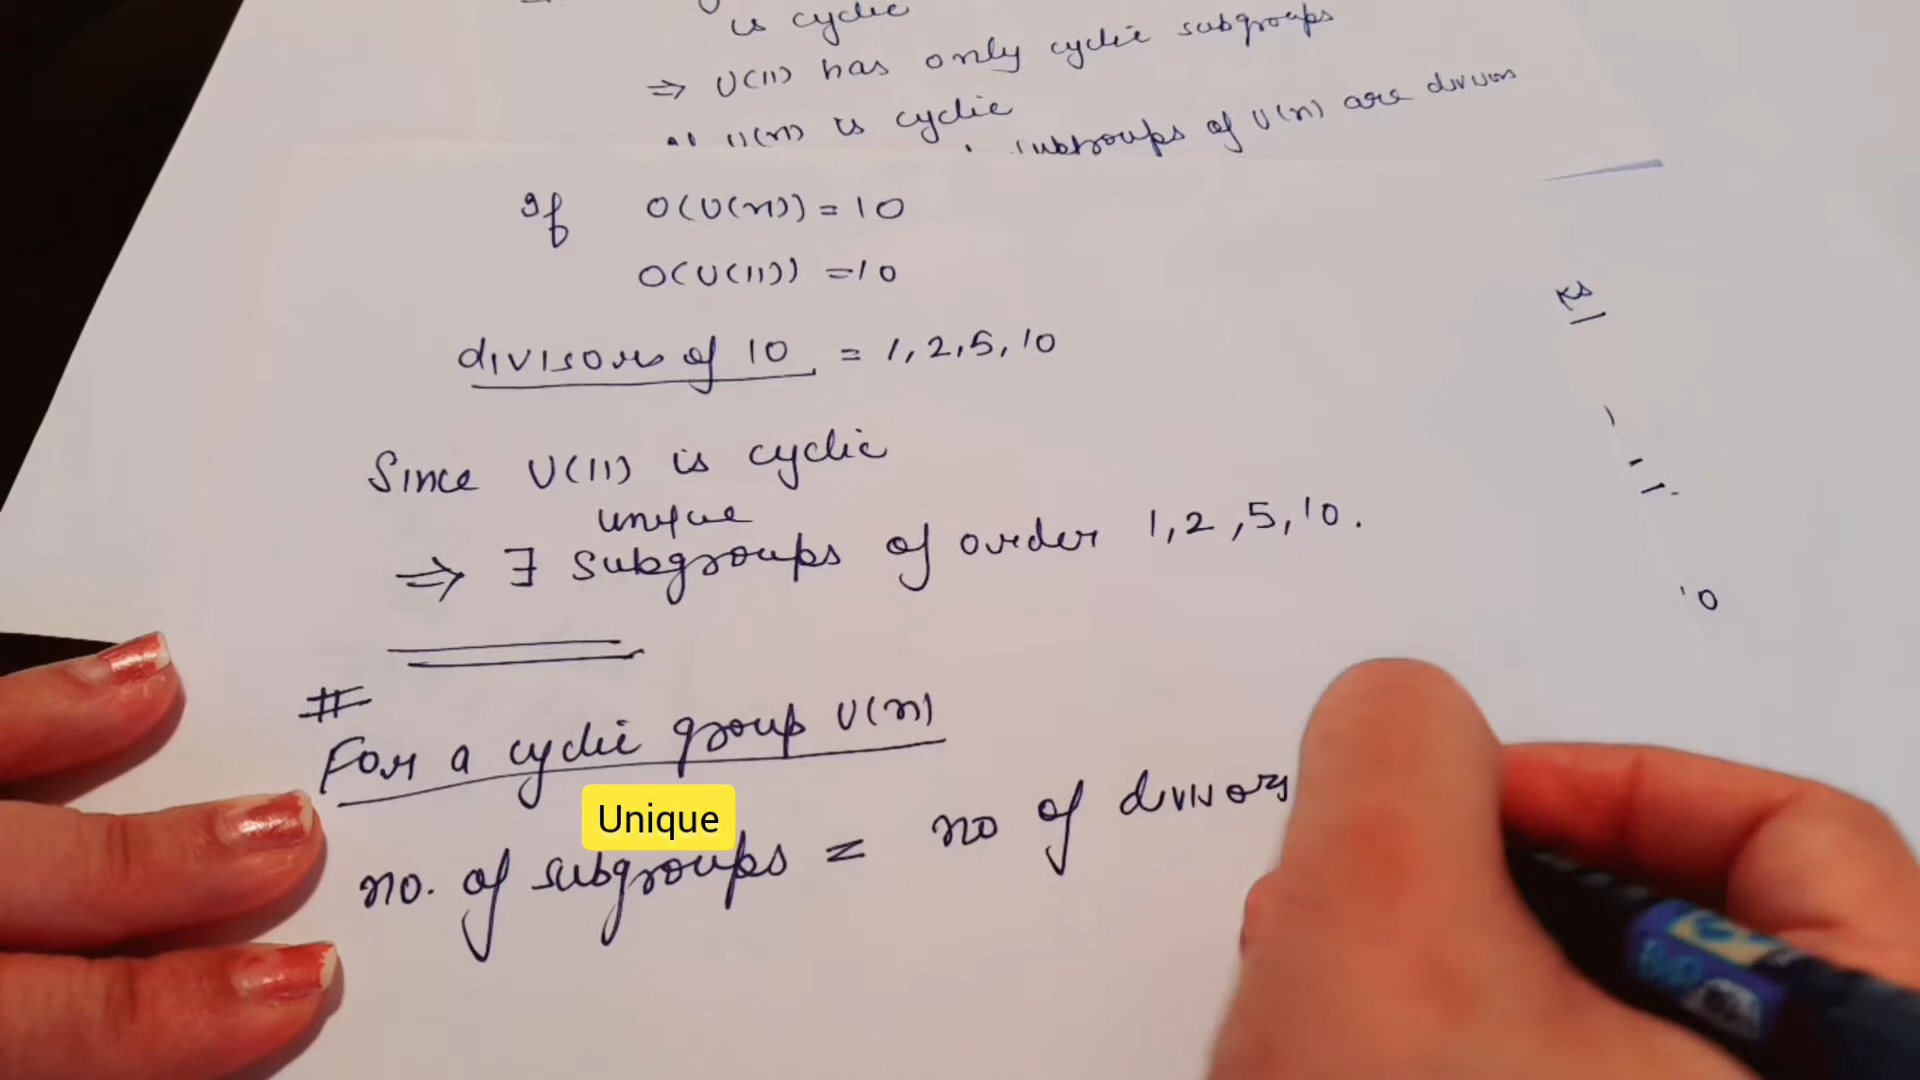 is cyclic
⇒ U(11) has only cyclic subgroups
U(n) is cyclic
subgroups of U(n) are divisors
If O(U(n)) = 10
O(U(11)) = 10
divisors of 10 = 1, 2, 5, 10
Since U(11) is cyclic
unique
⇒ ∃ subgroups of order 1, 2, 5, 10.
#
For a cyclic group U(n)
Unique
no. of subgroups = no of divisors